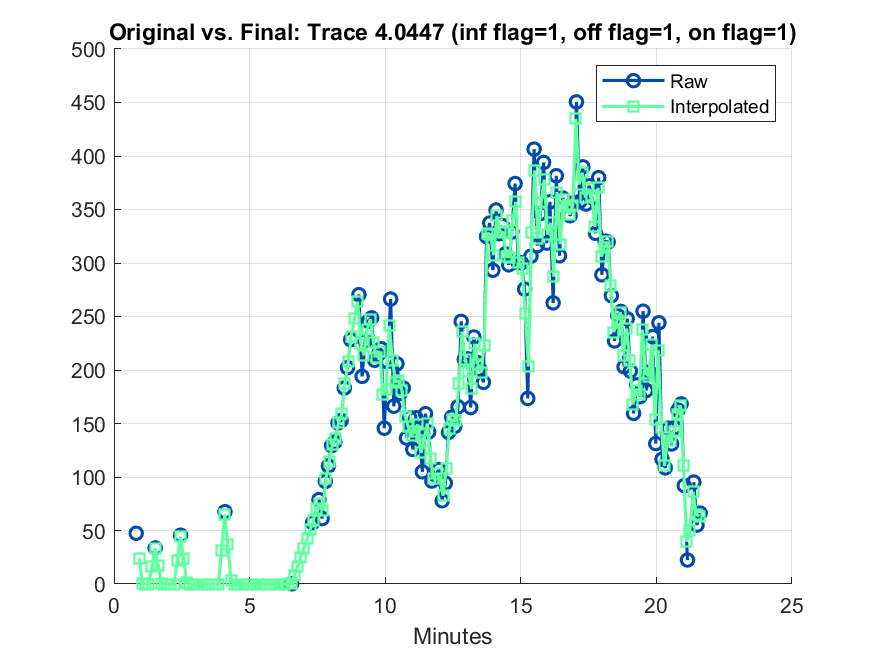 Original vs. Final: Trace 4.0447 (inf flag=1, off flag=1, on flag=1)
500
450
400
350
300
250
200
150
100
50
0
Raw
Interpolated
0 5 10 15 20 25
Minutes